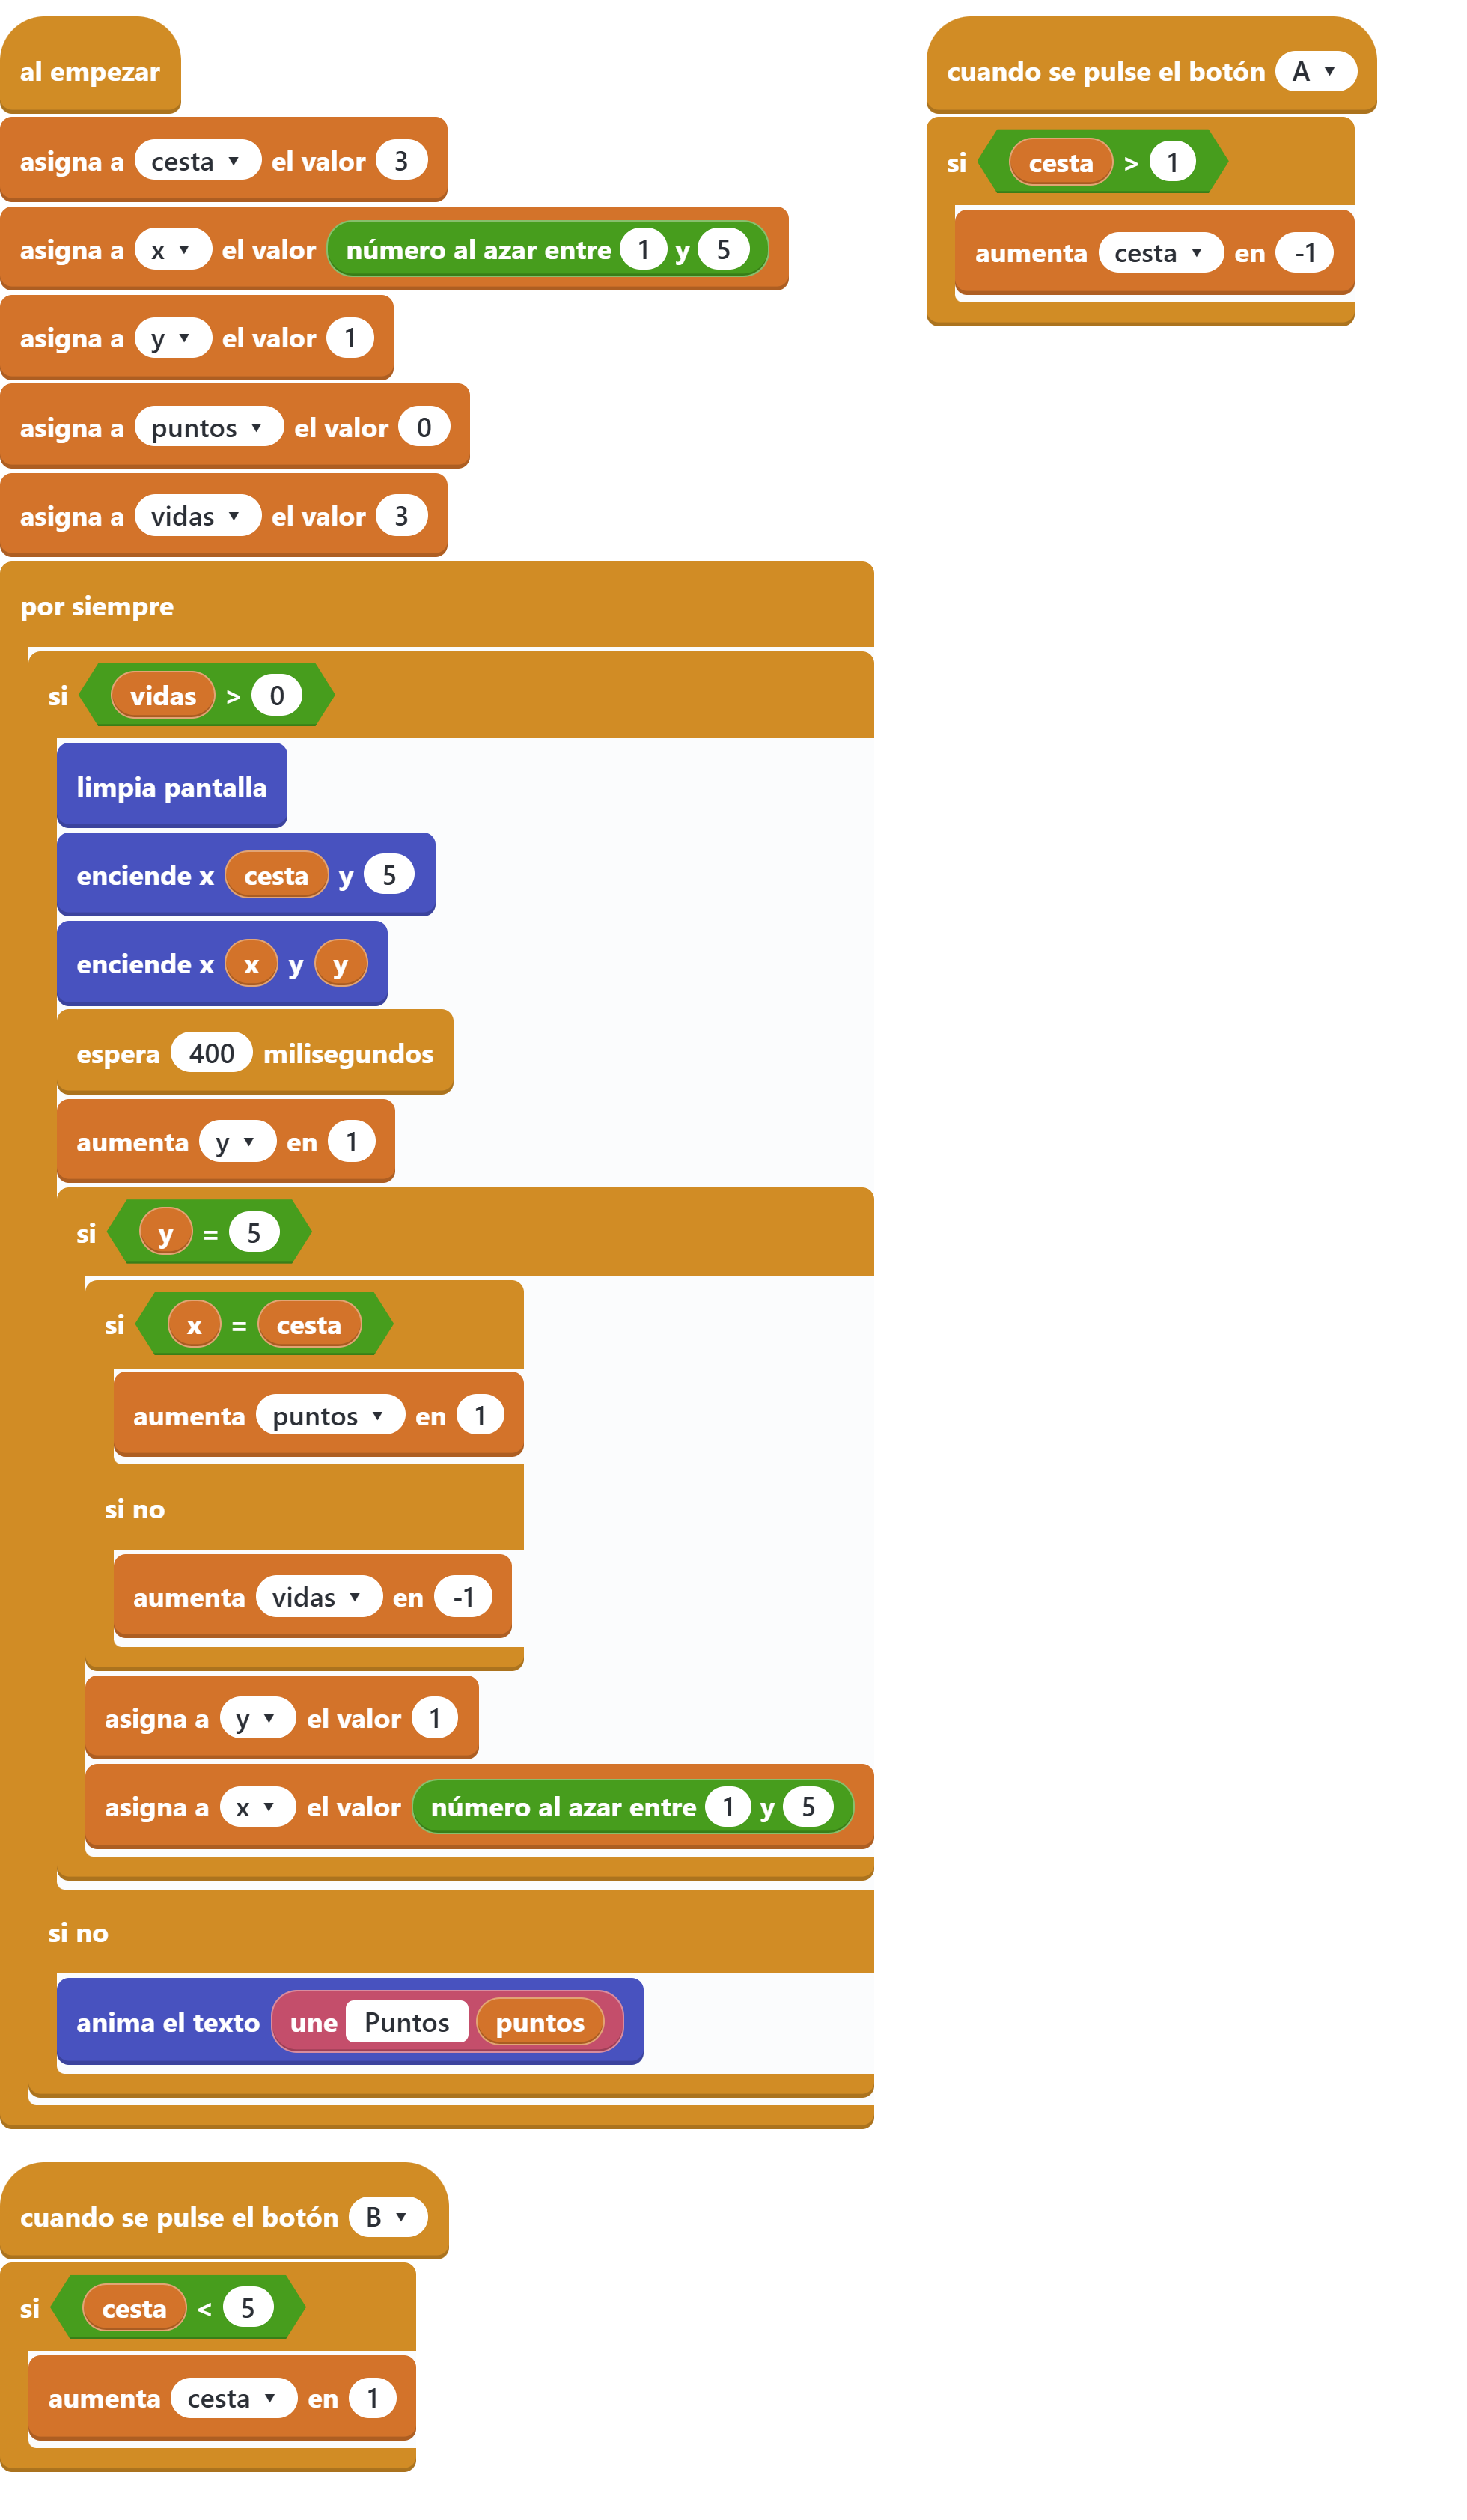 al empezar
asigna a cesta el valor 3
asigna a x el valor número al azar entre 1 y 5
asigna a y el valor 1
asigna a puntos el valor 0
asigna a vidas el valor 3
por siempre
si vidas > 0
limpia pantalla
enciende x cesta y 5
enciende x x y y
espera 400 milisegundos
aumenta y en 1
si y = 5
si x = cesta
aumenta puntos en 1
si no
aumenta vidas en -1
asigna a y el valor 1
asigna a x el valor número al azar entre 1 y 5
si no
anima el texto une Puntos puntos
cuando se pulse el botón A
si cesta > 1
aumenta cesta en -1
cuando se pulse el botón B
si cesta < 5
aumenta cesta en 1